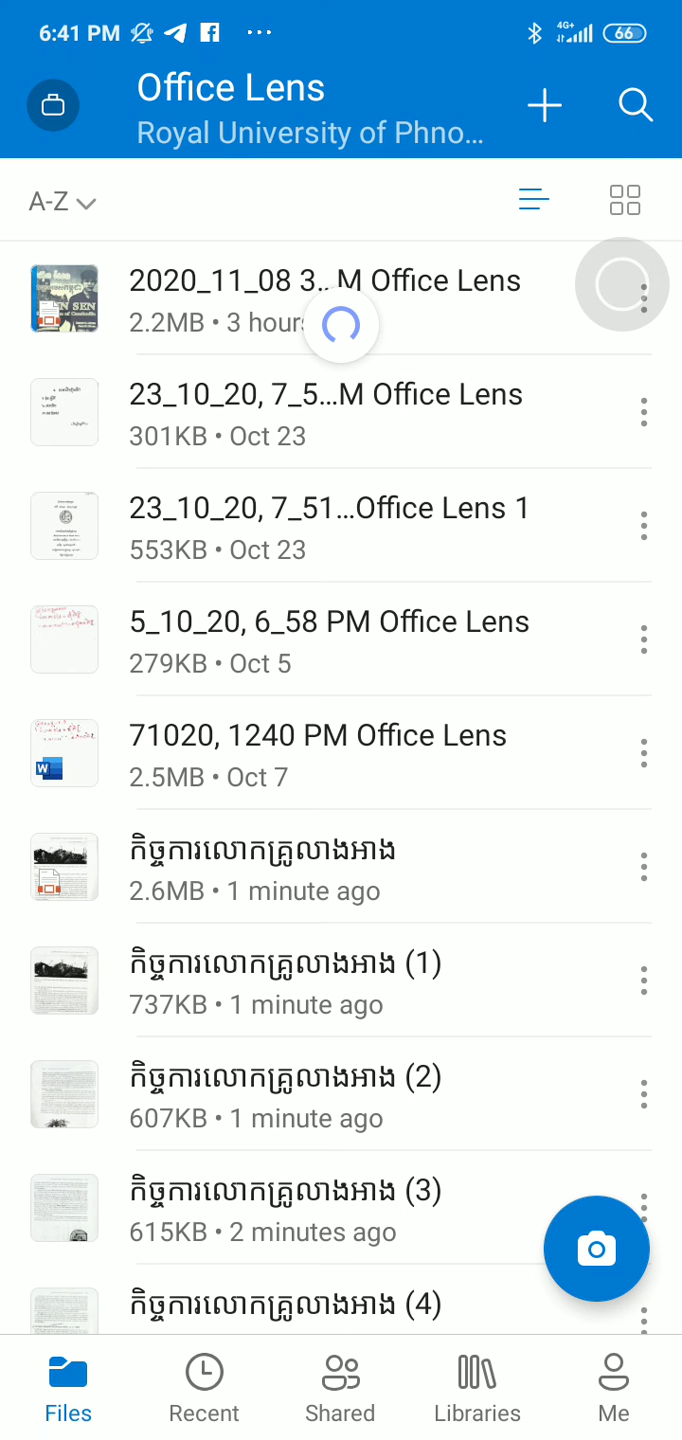 6:41 PM
4G+
66
Office Lens
Royal University of Phno...
A-Z
2020_11_08 3...M Office Lens
2.2MB • 3 hours
23_10_20, 7_5...M Office Lens
301KB • Oct 23
23_10_20, 7_51...Office Lens 1
553KB • Oct 23
5_10_20, 6_58 PM Office Lens
279KB • Oct 5
71020, 1240 PM Office Lens
2.5MB • Oct 7
កិច្ចការលោកគ្រូលាងអាង
2.6MB • 1 minute ago
កិច្ចការលោកគ្រូលាងអាង (1)
737KB • 1 minute ago
កិច្ចការលោកគ្រូលាងអាង (2)
607KB • 1 minute ago
កិច្ចការលោកគ្រូលាងអាង (3)
615KB • 2 minutes ago
កិច្ចការលោកគ្រូលាងអាង (4)
Files
Recent
Shared
Libraries
Me